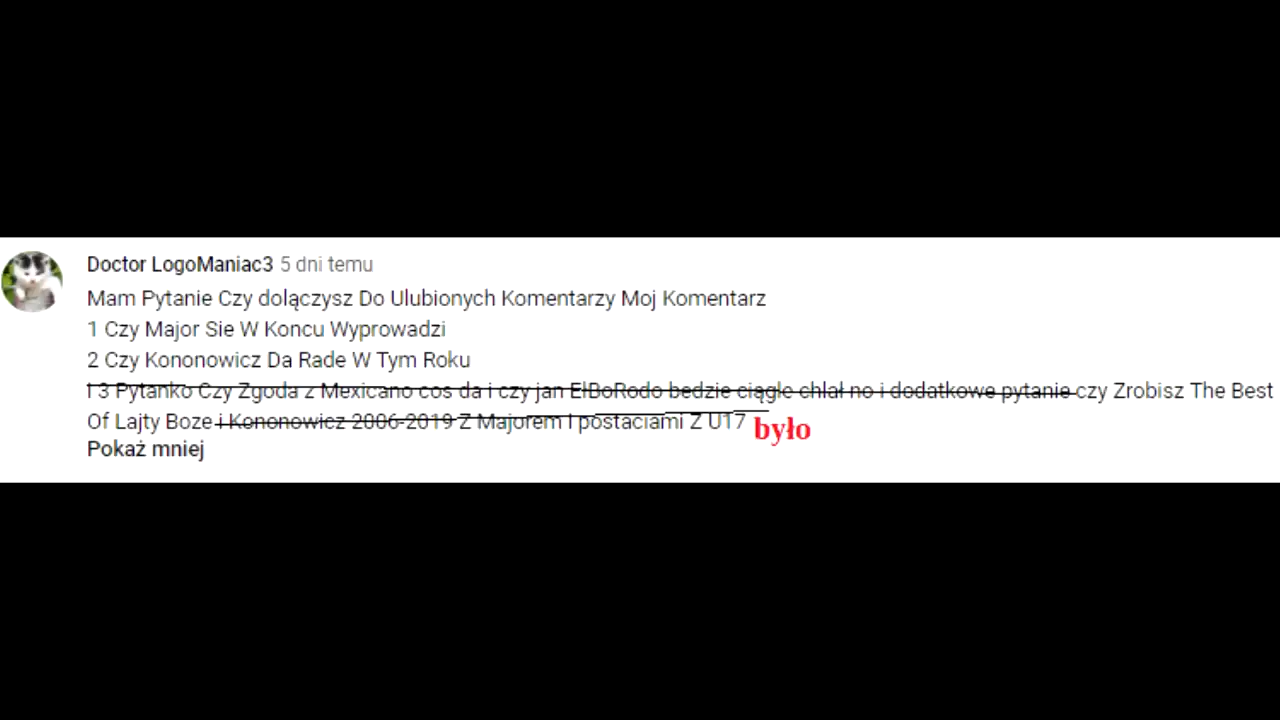 Doctor LogoManiac3 5 dni temu
Mam Pytanie Czy dolączysz Do Ulubionych Komentarzy Moj Komentarz
1 Czy Major Sie W Koncu Wyprowadzi
2 Czy Kononowicz Da Rade W Tym Roku
I 3 Pytanko Czy Zgoda z Mexicano cos da i czy jan ElBoRodo bedzie ciągle chlał no i dodatkowe pytanie czy Zrobisz The Best
Of Lajty Boze i Kononowicz 2006-2019 Z Majorem I postaciami Z U17 było
Pokaż mniej